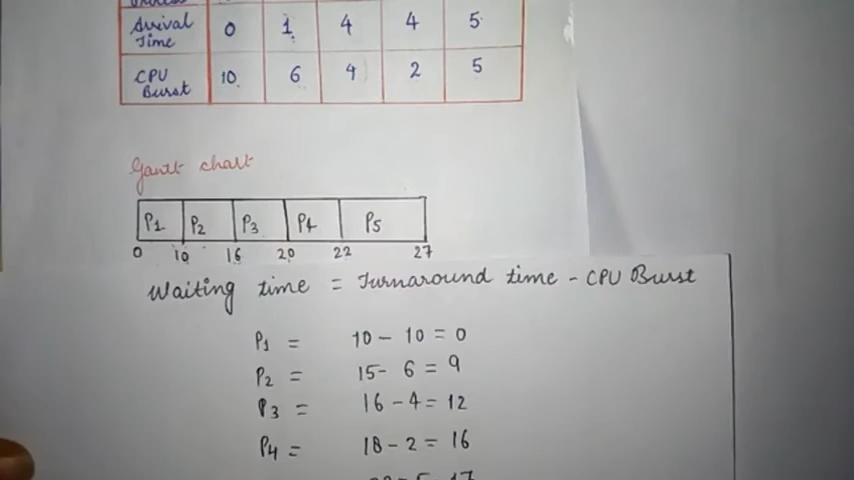 Arival Time 0 1 4 4 5
CPU Burst 10 6 4 2 5
Gantt chart
P1 P2 P3 P4 P5
0 10 16 20 22 27
Waiting time = Turnaround time - CPU Burst
P1 = 10 - 10 = 0
P2 = 15 - 6 = 9
P3 = 16 - 4 = 12
P4 = 18 - 2 = 16